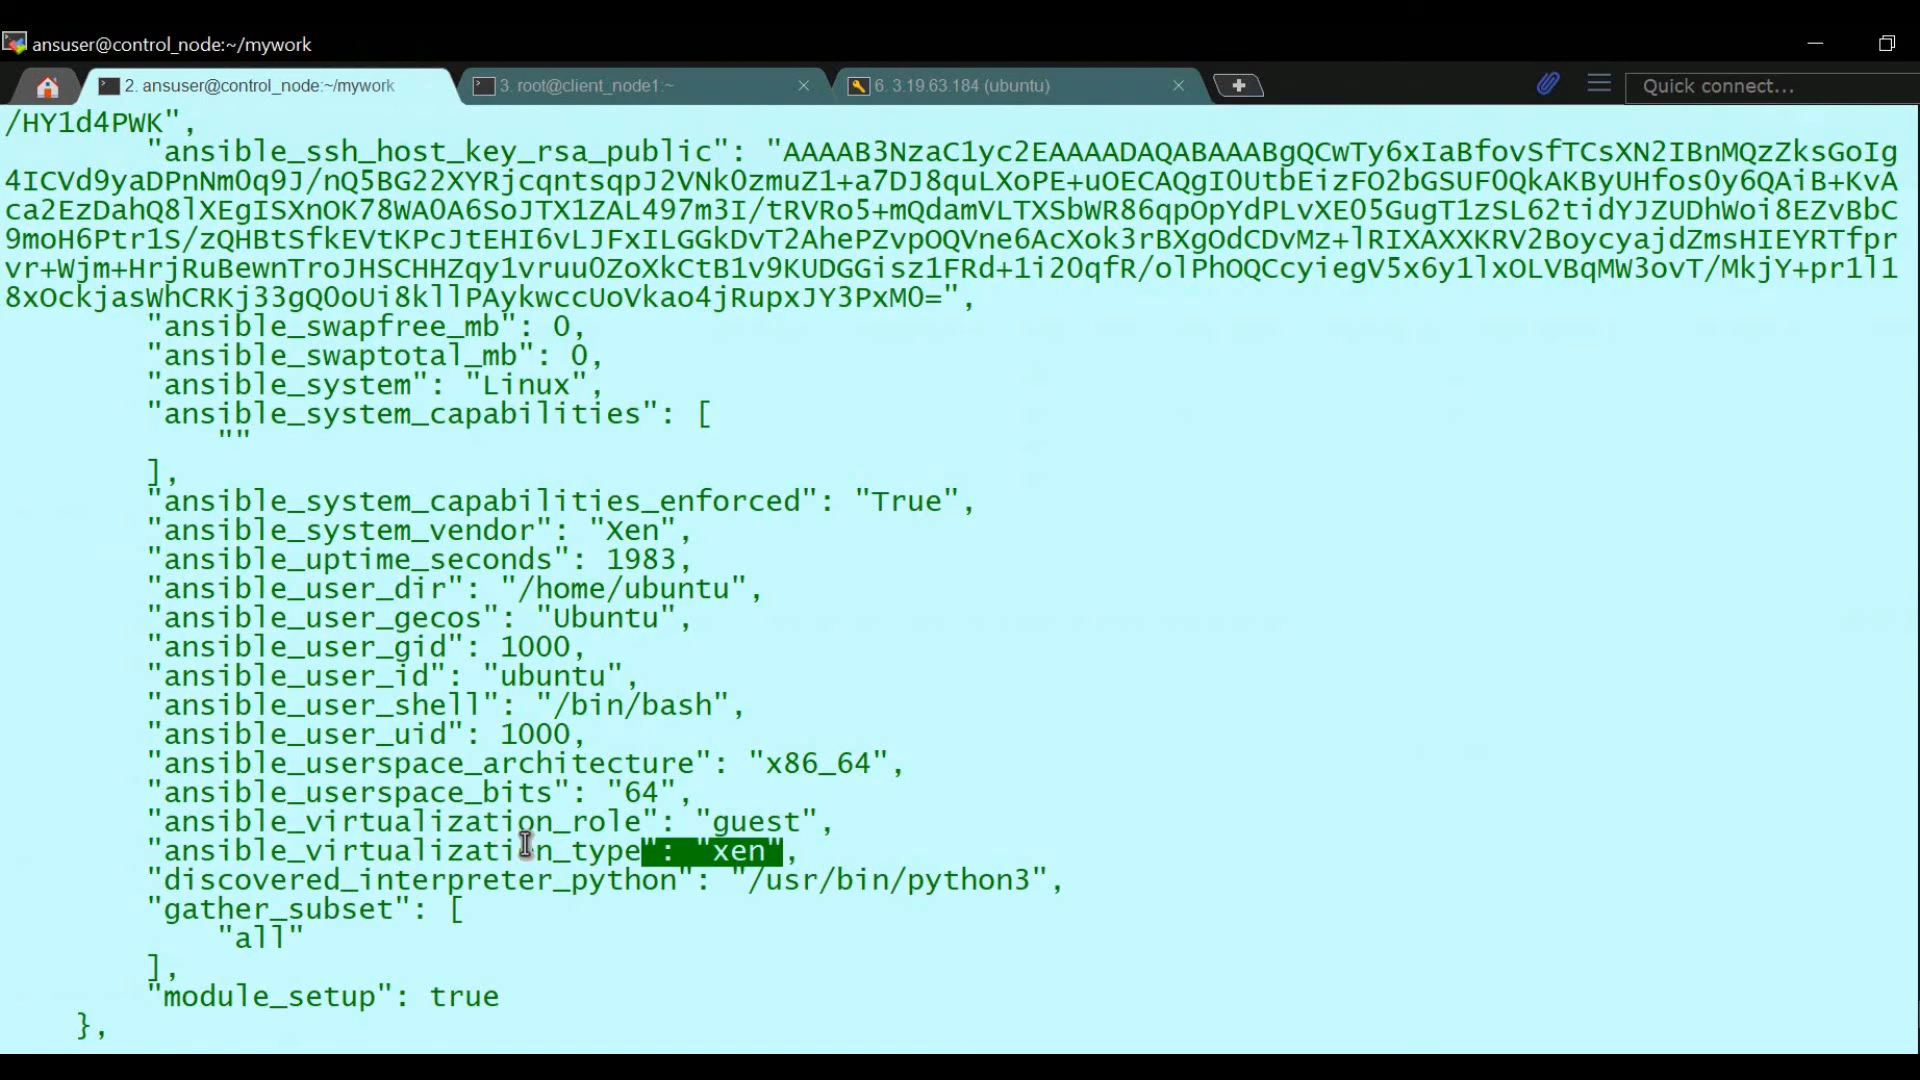 ansuser@control_node:~/mywork
2. ansuser@control_node:~/mywork
3. root@client_node1:~
6. 3.19.63.184 (ubuntu)
Quick connect...
/HY1d4PWK",
"ansible_ssh_host_key_rsa_public": "AAAAB3NzaC1yc2EAAAADAQABAAABgQCwTy6xIaBfovSfTCsXN2IBnMQzZksGoIg
4ICVd9yaDPnNm0q9J/nQ5BG22XYRjcqntsqpJ2VNk0zmuZ1+a7DJ8quLXoPE+uOECAQgI0UtbEizFO2bGSUF0QkAKByUHfos0y6QAiB+KvA
ca2EzDahQ8lXEgISXnOK78WA0A6SoJTX1ZAL497m3I/tRVRo5+mQdamVLTXSbWR86qpOpYdPLvXE05GugT1zSL62tidYJZUDhWoi8EZvBbC
9moH6Ptr1S/zQHBtSfkEVtKPcJtEHI6vLJFxILGGkDvT2AhePZvpOQVne6AcXok3rBXgOdCDvMz+lRIXAXXKRV2BoycyajdZmsHIEYRTfpr
vr+Wjm+HrjRuBewnTroJHSCHHZqy1vruu0ZoXkCtB1v9KUDGGisz1FRd+1i2OqfR/olPhOQCcyiegV5x6y1lxOLVBqMW3ovT/MkjY+pr1l1
8xOckjasWhCRKj33gQ0oUi8kllPAykwccUoVkao4jRupxJY3PxM0=",
"ansible_swapfree_mb": 0,
"ansible_swaptotal_mb": 0,
"ansible_system": "Linux",
"ansible_system_capabilities": [
""
],
"ansible_system_capabilities_enforced": "True",
"ansible_system_vendor": "Xen",
"ansible_uptime_seconds": 1983,
"ansible_user_dir": "/home/ubuntu",
"ansible_user_gecos": "Ubuntu",
"ansible_user_gid": 1000,
"ansible_user_id": "ubuntu",
"ansible_user_shell": "/bin/bash",
"ansible_user_uid": 1000,
"ansible_userspace_architecture": "x86_64",
"ansible_userspace_bits": "64",
"ansible_virtualization_role": "guest",
"ansible_virtualization_type": "xen",
"discovered_interpreter_python": "/usr/bin/python3",
"gather_subset": [
"all"
],
"module_setup": true
},